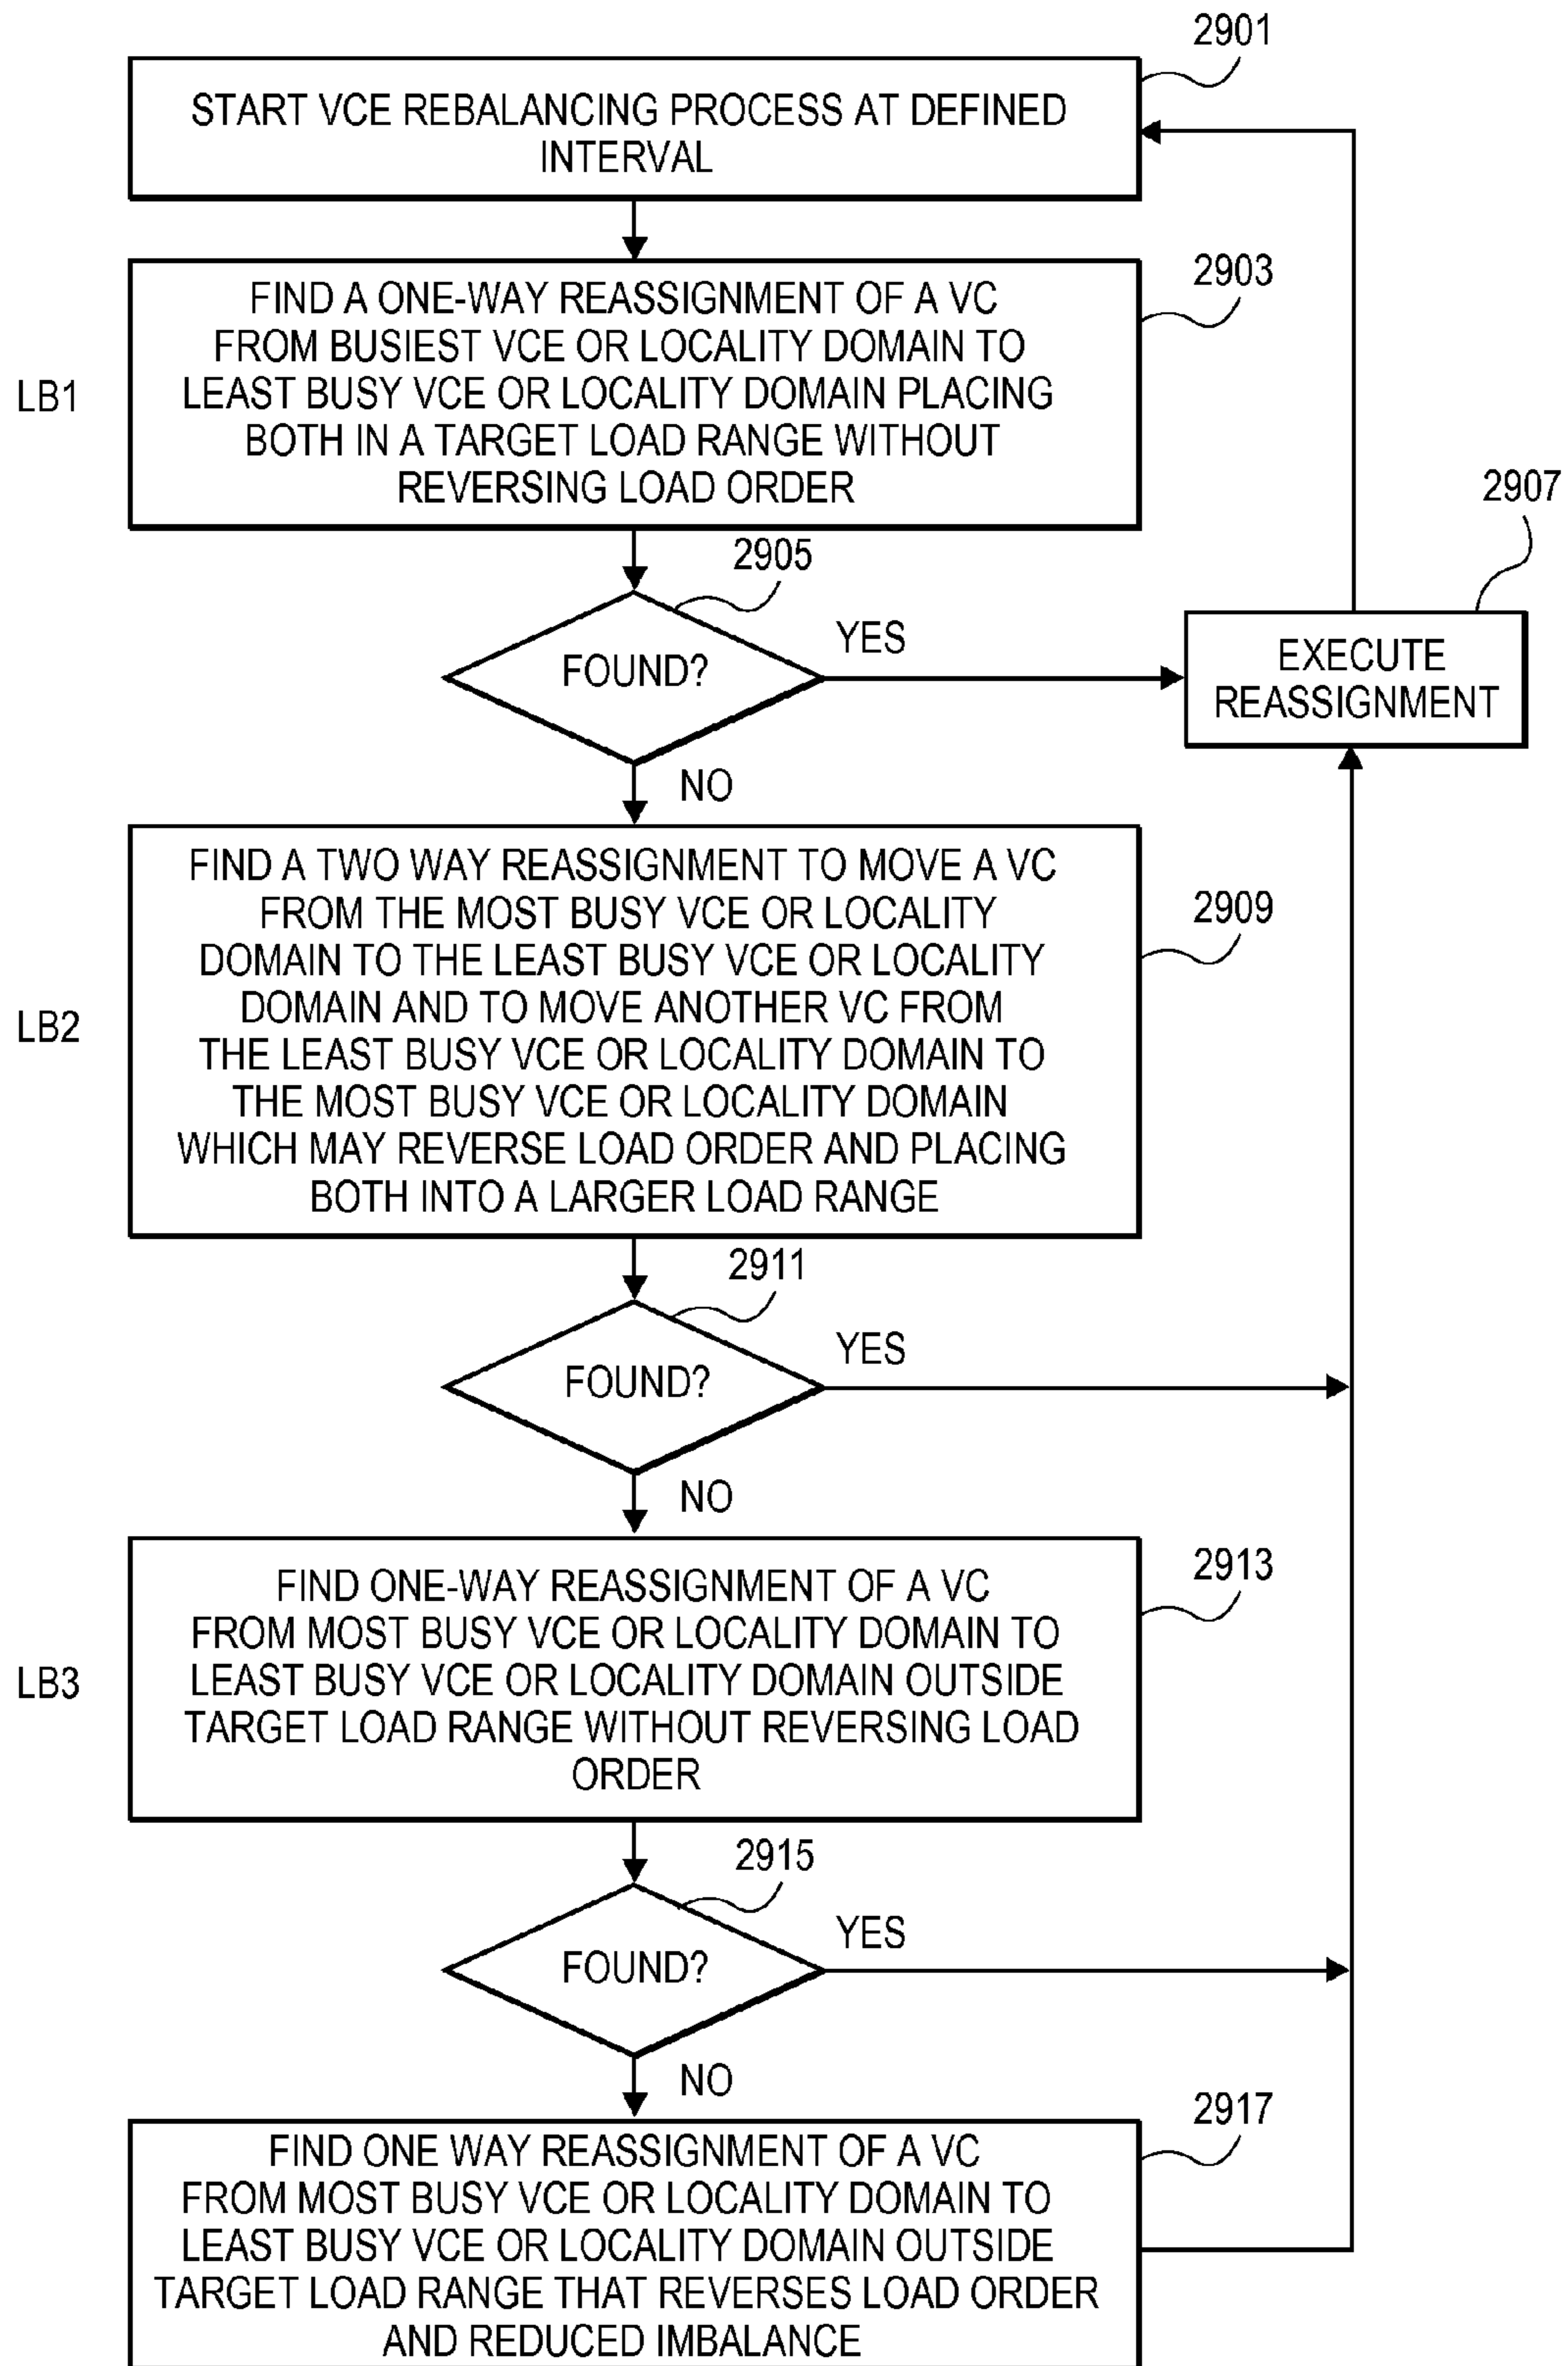 2901
START VCE REBALANCING PROCESS AT DEFINED
INTERVAL
2903
LB1
FIND A ONE-WAY REASSIGNMENT OF A VC
FROM BUSIEST VCE OR LOCALITY DOMAIN TO
LEAST BUSY VCE OR LOCALITY DOMAIN PLACING
BOTH IN A TARGET LOAD RANGE WITHOUT
REVERSING LOAD ORDER
2905
FOUND?
YES
2907
EXECUTE
REASSIGNMENT
NO
2909
LB2
FIND A TWO WAY REASSIGNMENT TO MOVE A VC
FROM THE MOST BUSY VCE OR LOCALITY
DOMAIN TO THE LEAST BUSY VCE OR LOCALITY
DOMAIN AND TO MOVE ANOTHER VC FROM
THE LEAST BUSY VCE OR LOCALITY DOMAIN TO
THE MOST BUSY VCE OR LOCALITY DOMAIN
WHICH MAY REVERSE LOAD ORDER AND PLACING
BOTH INTO A LARGER LOAD RANGE
2911
FOUND?
YES
NO
2913
LB3
FIND ONE-WAY REASSIGNMENT OF A VC
FROM MOST BUSY VCE OR LOCALITY DOMAIN TO
LEAST BUSY VCE OR LOCALITY DOMAIN OUTSIDE
TARGET LOAD RANGE WITHOUT REVERSING LOAD
ORDER
2915
FOUND?
YES
NO
2917
FIND ONE WAY REASSIGNMENT OF A VC
FROM MOST BUSY VCE OR LOCALITY DOMAIN TO
LEAST BUSY VCE OR LOCALITY DOMAIN OUTSIDE
TARGET LOAD RANGE THAT REVERSES LOAD ORDER
AND REDUCED IMBALANCE